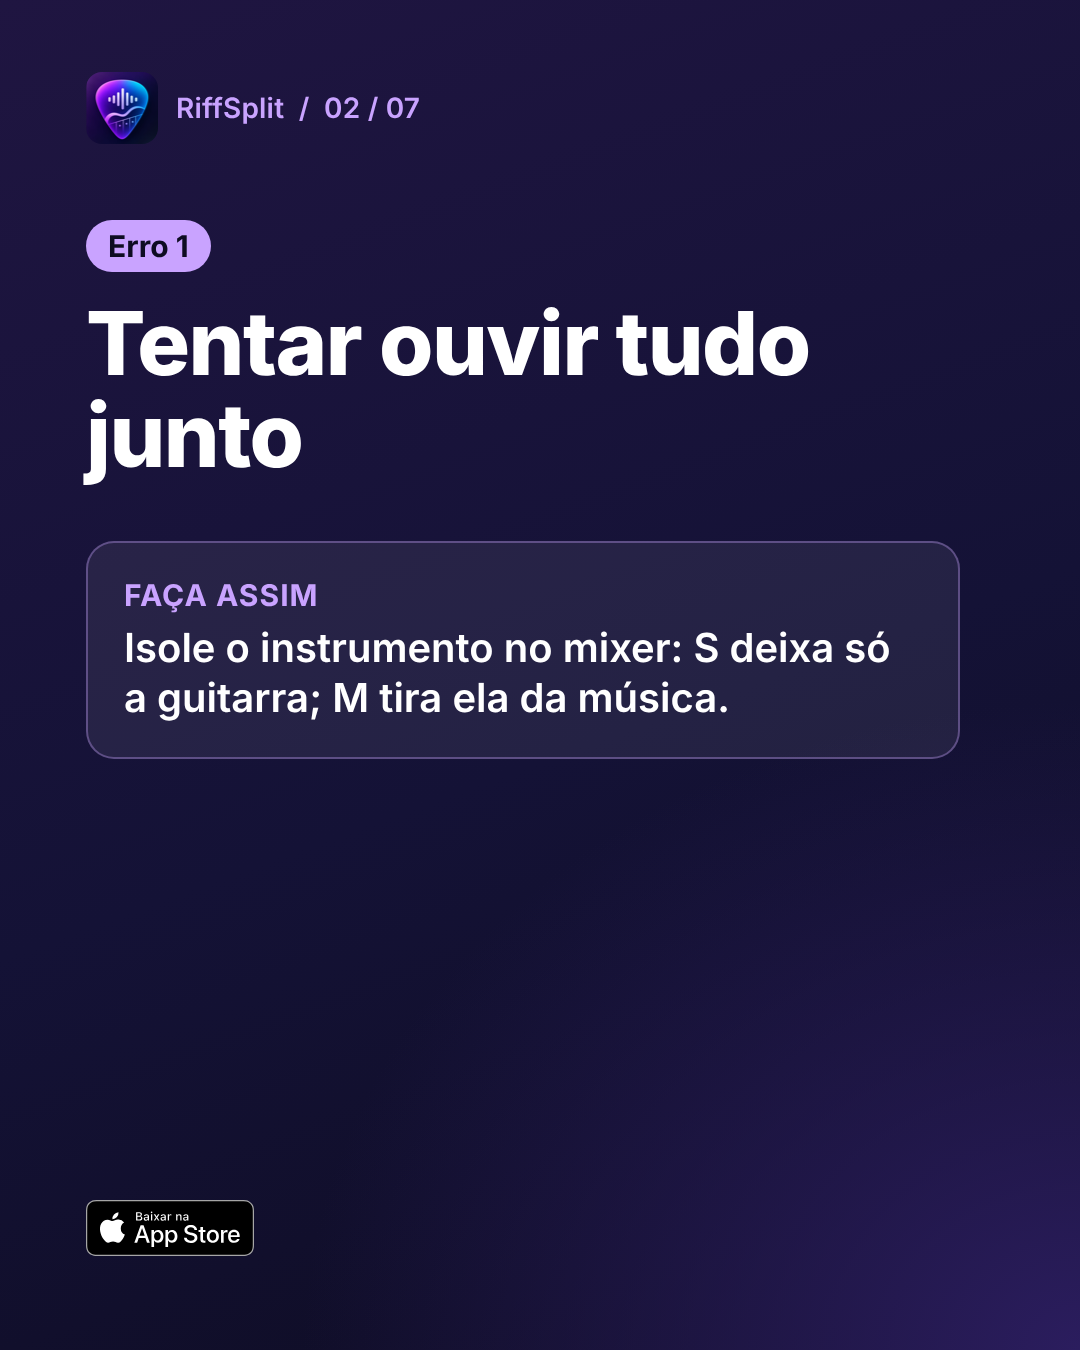 RiffSplit / 02 / 07
Erro 1
Tentar ouvir tudo
junto
FAÇA ASSIM
Isole o instrumento no mixer: S deixa só
a guitarra; M tira ela da música.
Baixar na
App Store